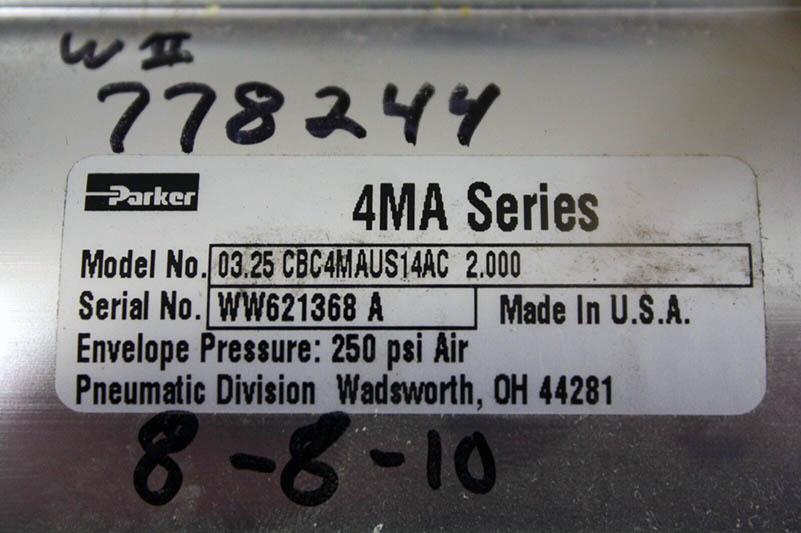 W III
778244
Parker
4MA Series
Model No. 03.25 CBC4MAUS14AC 2.000
Serial No. WW621368 A Made In U.S.A.
Envelope Pressure: 250 psi Air
Pneumatic Division Wadsworth, OH 44281
8-8-10